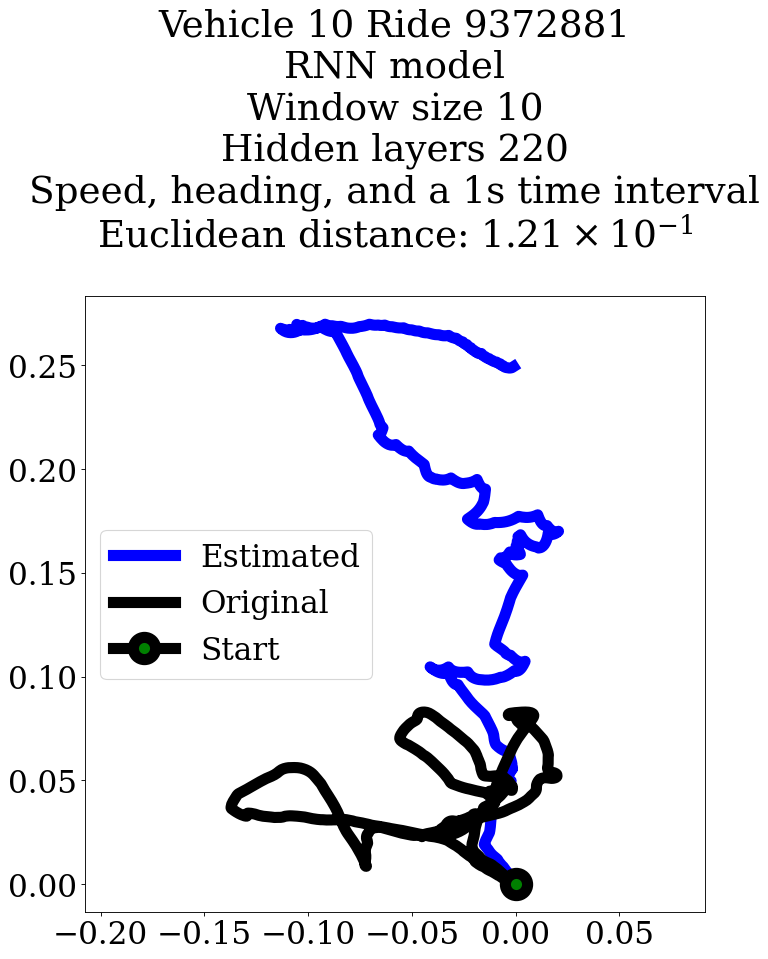 Vehicle 10 Ride 9372881
RNN model
Window size 10
Hidden layers 220
Speed, heading, and a 1s time interval
Euclidean distance: 1.21 × 10⁻¹
0.25
0.20
0.15
0.10
0.05
0.00
Estimated
Original
Start
−0.20 −0.15 −0.10 −0.05 0.00 0.05